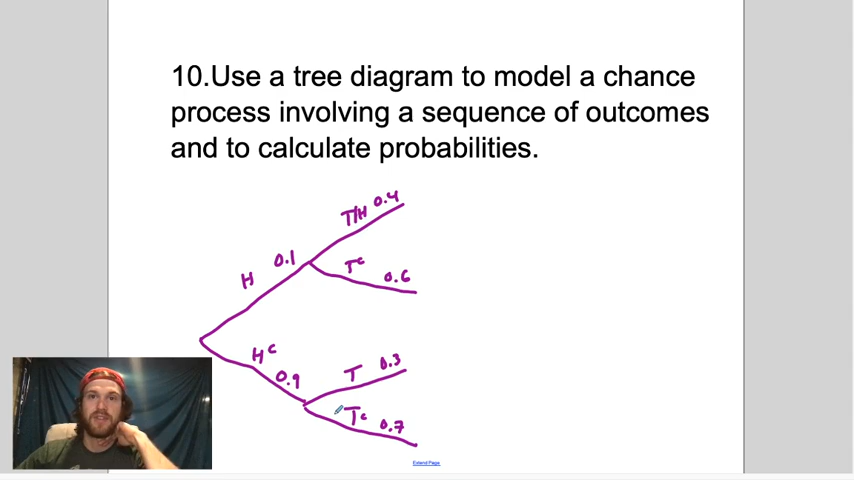 10.Use a tree diagram to model a chance
process involving a sequence of outcomes
and to calculate probabilities.
T/H 0.4
H 0.1
Tᶜ 0.6
Hᶜ 0.9
T 0.3
Tᶜ 0.7
Extend Page